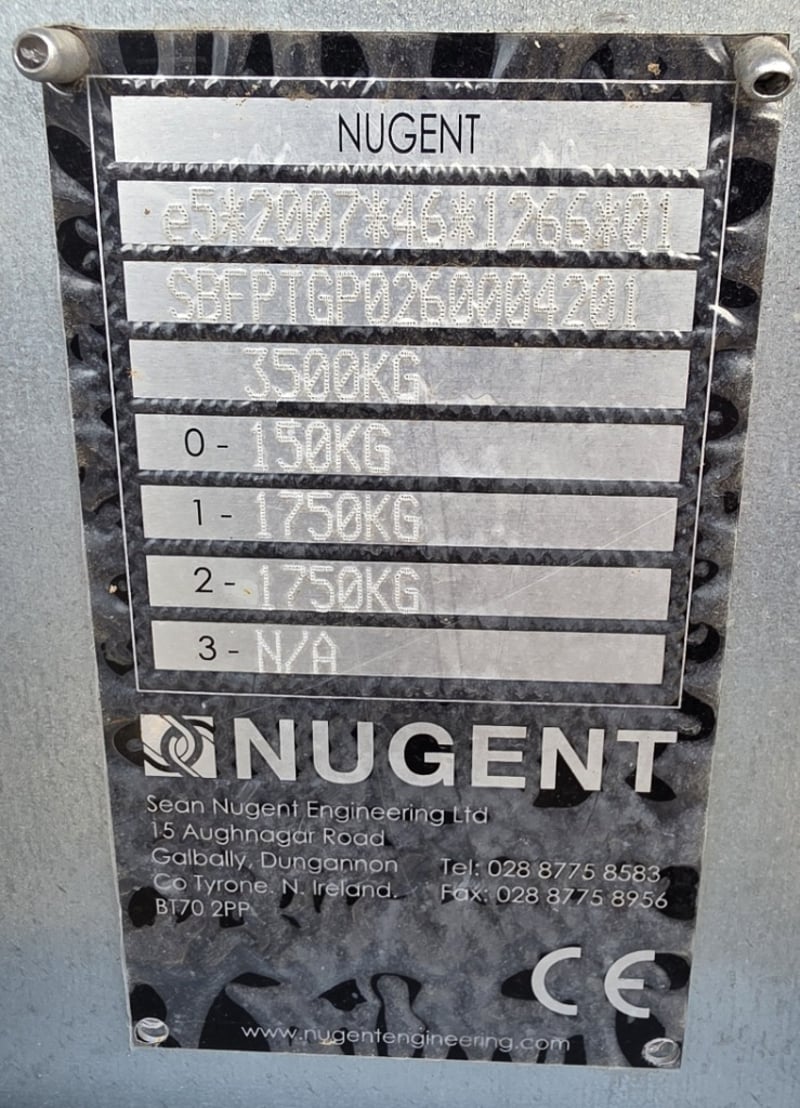 NUGENT
e5*2007*46*1266*01
SBFPTGP0260004201
3500KG
0 - 150KG
1 - 1750KG
2 - 1750KG
3 - N/A
NUGENT
Sean Nugent Engineering Ltd
15 Aughnagar Road
Galbally, Dungannon Tel: 028 8775 8583
Co Tyrone. N. Ireland. Fax: 028 8775 8956
BT70 2PP
CE
www.nugentengineering.com